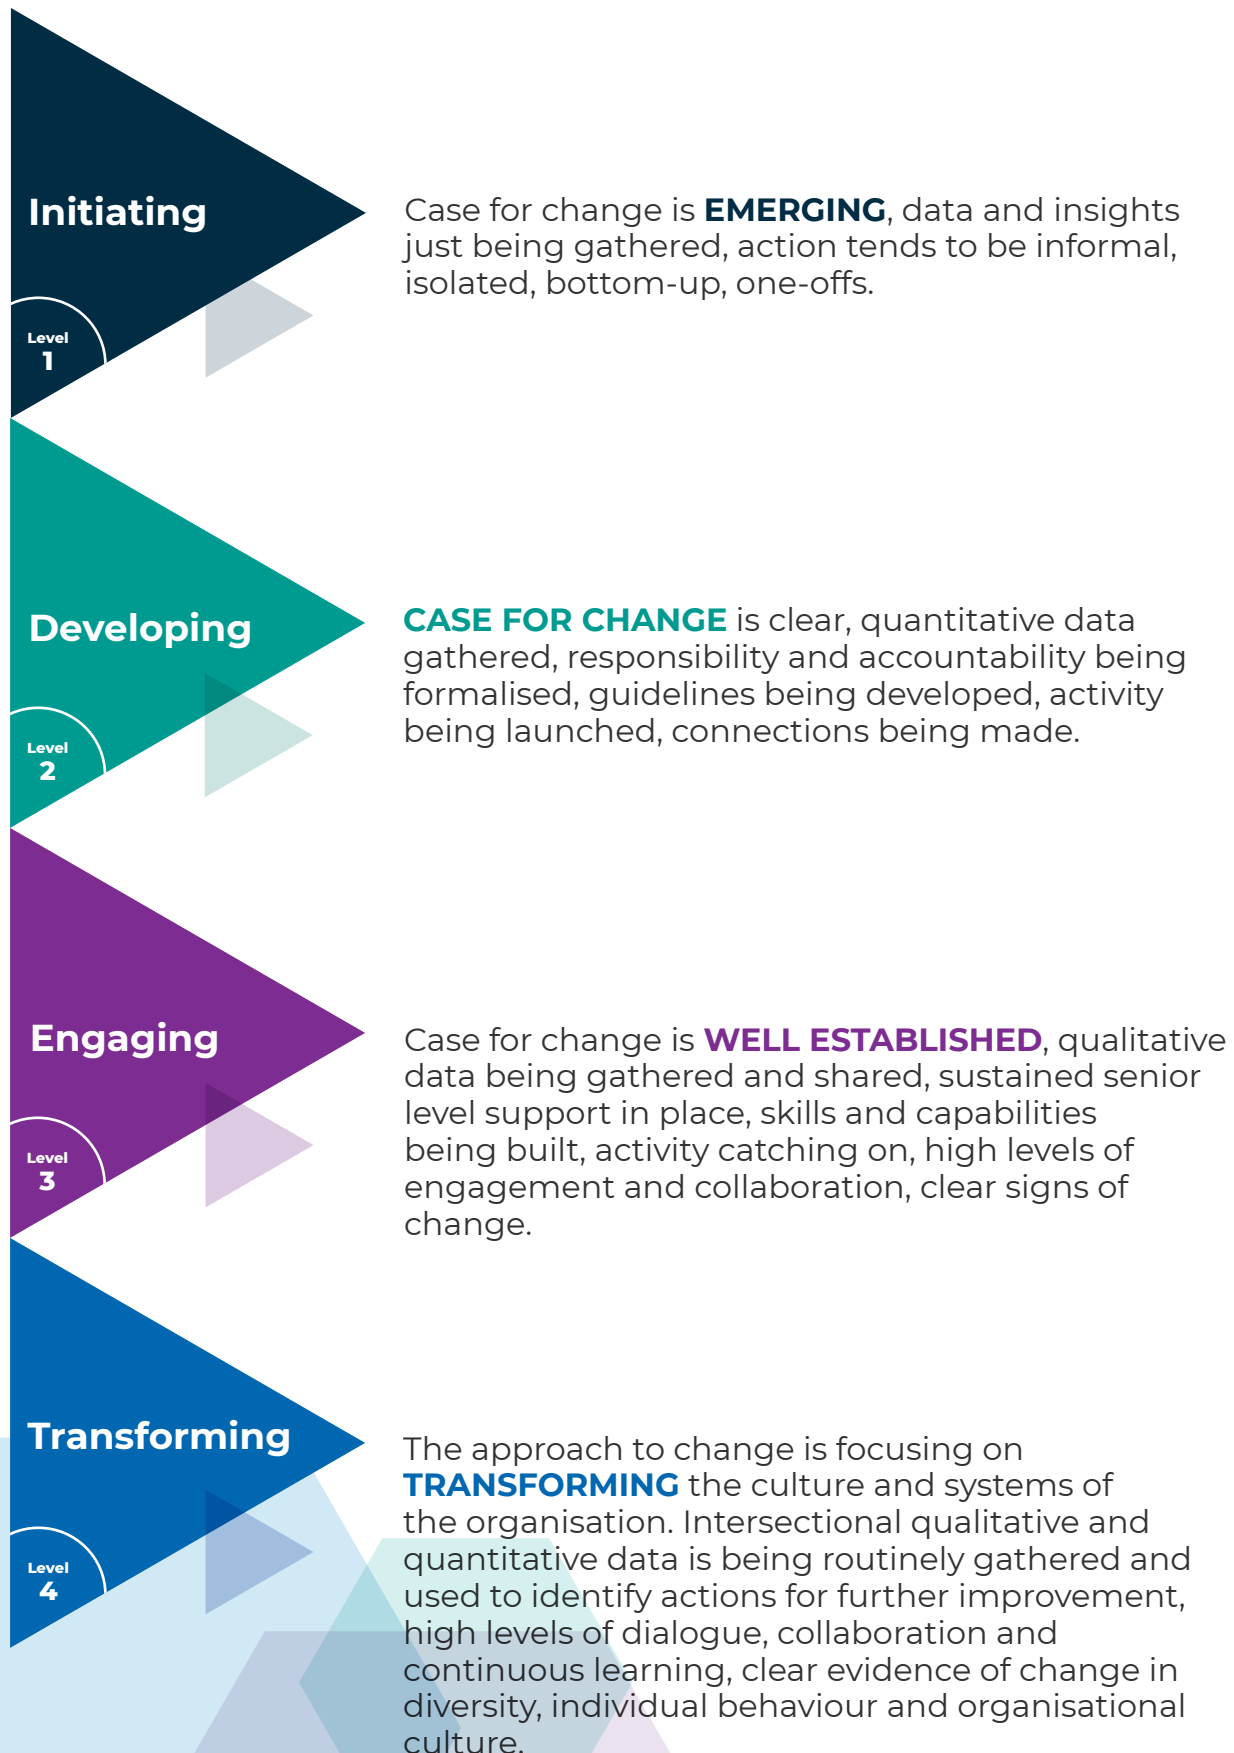 Initiating
Level
1
Case for change is EMERGING, data and insights
just being gathered, action tends to be informal,
isolated, bottom-up, one-offs.
Developing
Level
2
CASE FOR CHANGE is clear, quantitative data
gathered, responsibility and accountability being
formalised, guidelines being developed, activity
being launched, connections being made.
Engaging
Level
3
Case for change is WELL ESTABLISHED, qualitative
data being gathered and shared, sustained senior
level support in place, skills and capabilities
being built, activity catching on, high levels of
engagement and collaboration, clear signs of
change.
Transforming
Level
4
The approach to change is focusing on
TRANSFORMING the culture and systems of
the organisation. Intersectional qualitative and
quantitative data is being routinely gathered and
used to identify actions for further improvement,
high levels of dialogue, collaboration and
continuous learning, clear evidence of change in
diversity, individual behaviour and organisational
culture.